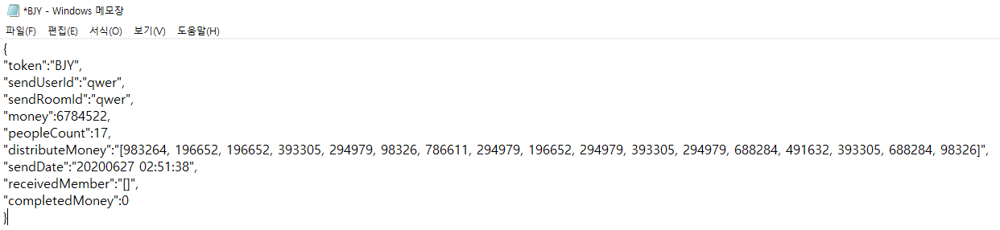 *BJY - Windows 메모장
파일(F) 편집(E) 서식(O) 보기(V) 도움말(H)
{
"token":"BJY",
"sendUserId":"qwer",
"sendRoomId":"qwer",
"money":6784522,
"peopleCount":17,
"distributeMoney":"[983264, 196652, 196652, 393305, 294979, 98326, 786611, 294979, 196652, 294979, 393305, 294979, 688284, 491632, 393305, 688284, 98326]",
"sendDate":"20200627 02:51:38",
"receivedMember":"[]",
"completedMoney":0
}